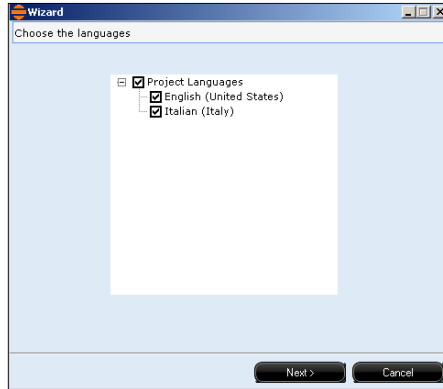 Wizard
Choose the languages
Project Languages
English (United States)
Italian (Italy)
Next >
Cancel